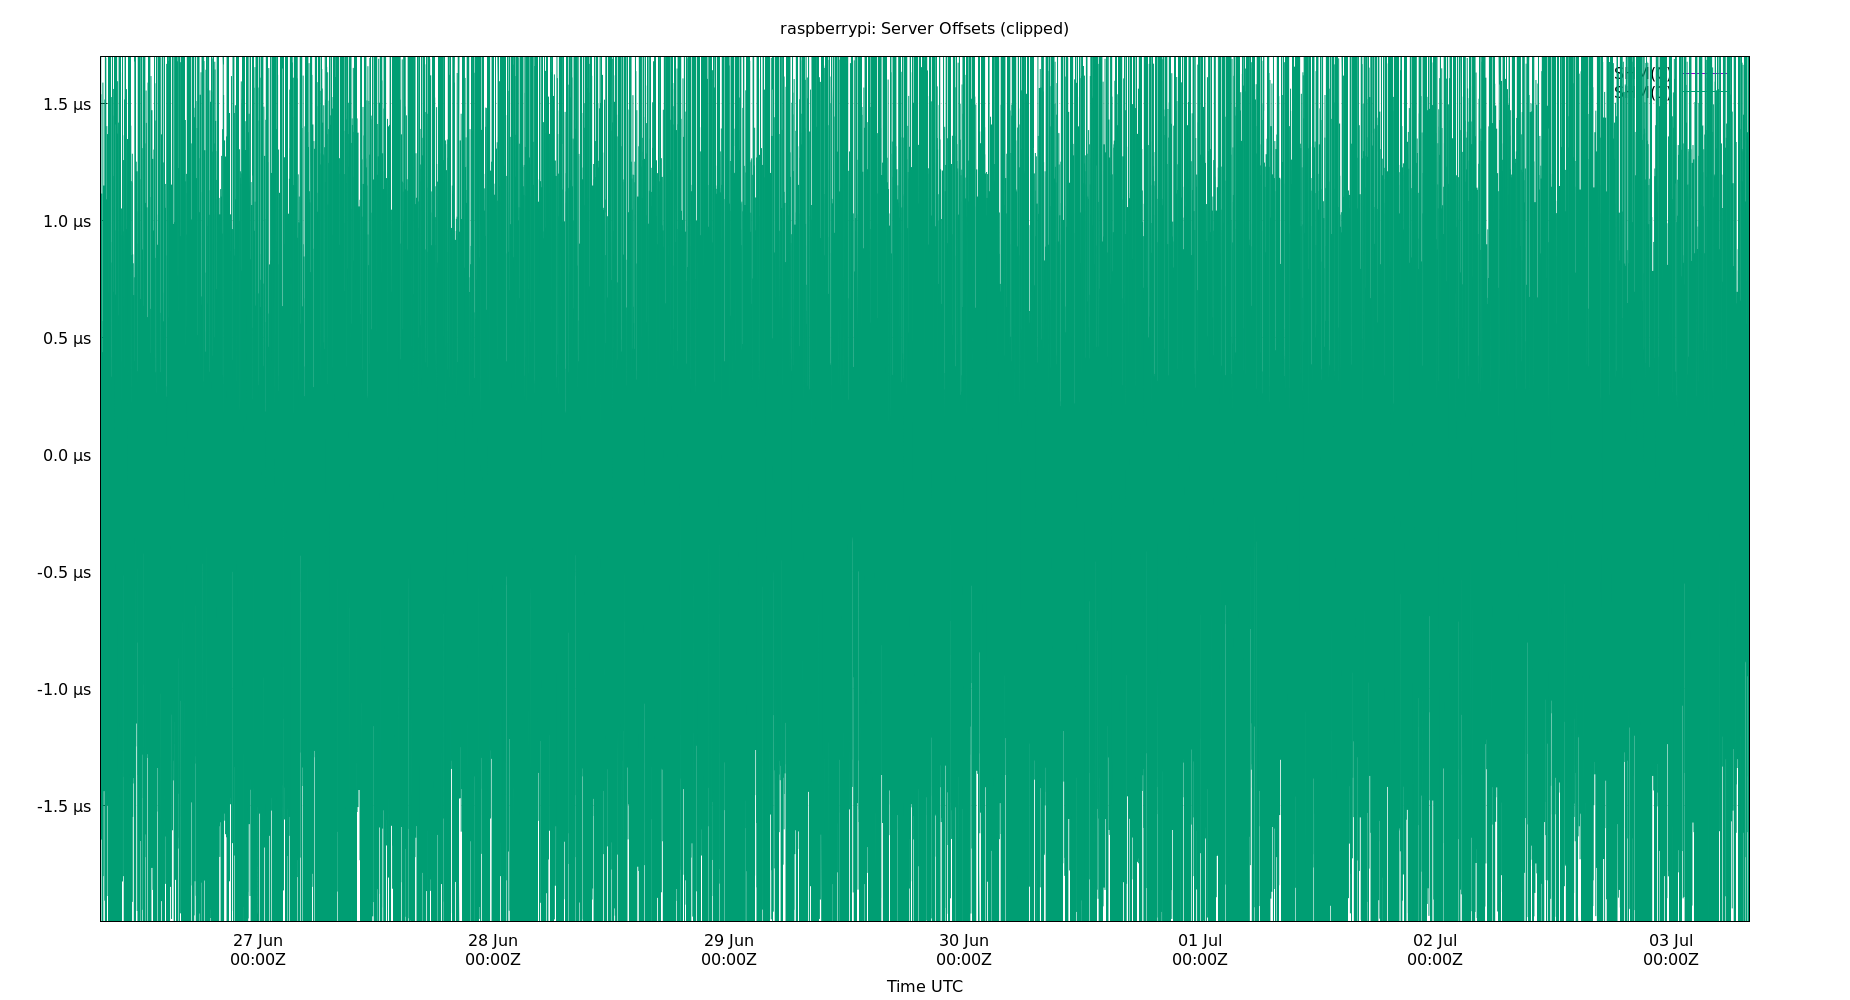 raspberrypi: Server Offsets (clipped)
1.5 µs
1.0 µs
0.5 µs
0.0 µs
-0.5 µs
-1.0 µs
-1.5 µs
27 Jun 28 Jun 29 Jun 30 Jun 01 Jul 02 Jul 03 Jul
00:00Z 00:00Z 00:00Z 00:00Z 00:00Z 00:00Z 00:00Z
Time UTC